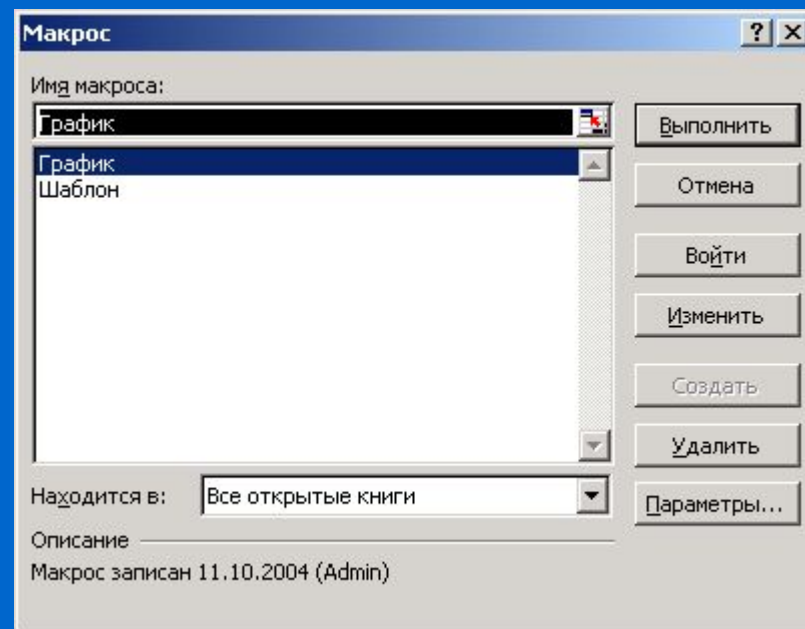 Макрос
Имя макроса:
График
График
Шаблон
Находится в: Все открытые книги
Описание
Макрос записан 11.10.2004 (Admin)
Выполнить
Отмена
Войти
Изменить
Создать
Удалить
Параметры...